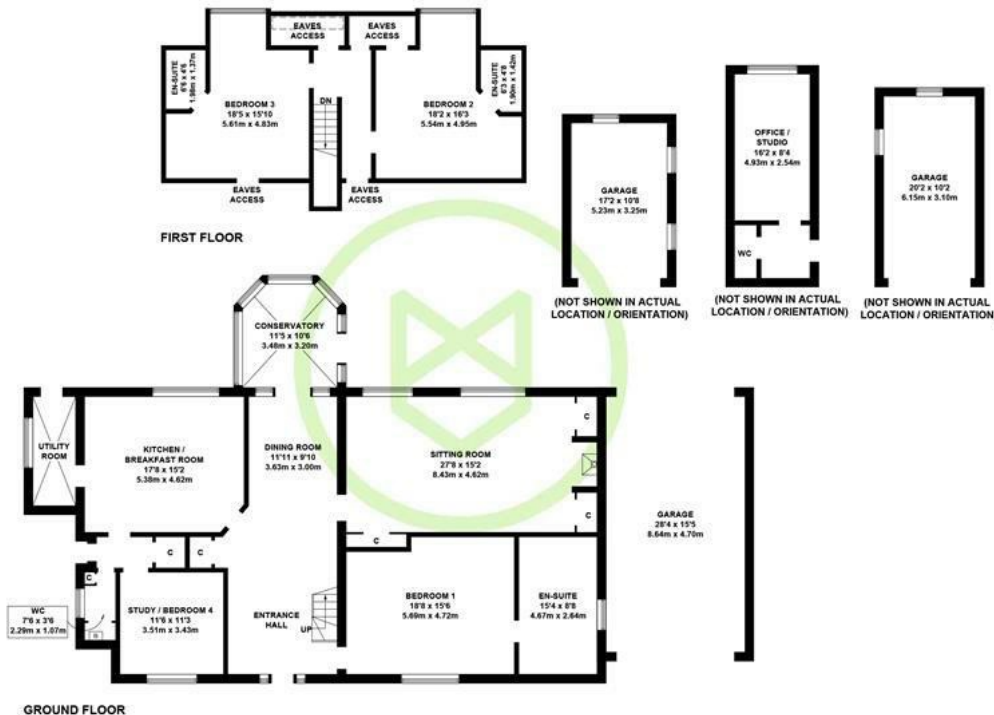 EAVES
ACCESS
EAVES
ACCESS
EN-SUITE
6'6 x 4'6
1.98m x 1.37m
BEDROOM 3
18'5 x 15'10
5.61m x 4.83m
DN
BEDROOM 2
18'2 x 16'3
5.54m x 4.95m
EN-SUITE
6'3 x 4'8
1.90m x 1.42m
EAVES
ACCESS
EAVES
ACCESS
FIRST FLOOR
GARAGE
17'2 x 10'8
5.23m x 3.25m
(NOT SHOWN IN ACTUAL
LOCATION / ORIENTATION)
OFFICE /
STUDIO
16'2 x 8'4
4.93m x 2.54m
WC
(NOT SHOWN IN ACTUAL
LOCATION / ORIENTATION)
GARAGE
20'2 x 10'2
6.15m x 3.10m
(NOT SHOWN IN ACTUAL
LOCATION / ORIENTATION
CONSERVATORY
11'5 x 10'6
3.48m x 3.20m
UTILITY
ROOM
KITCHEN /
BREAKFAST ROOM
17'8 x 15'2
5.38m x 4.62m
DINING ROOM
11'11 x 9'10
3.63m x 3.00m
SITTING ROOM
27'8 x 15'2
8.43m x 4.62m
C
C
C
GARAGE
28'4 x 15'5
8.64m x 4.70m
C
C
C
WC
7'6 x 3'6
2.29m x 1.07m
STUDY / BEDROOM 4
11'6 x 11'3
3.51m x 3.43m
ENTRANCE
HALL
UP
BEDROOM 1
18'8 x 15'6
5.69m x 4.72m
EN-SUITE
15'4 x 8'8
4.67m x 2.64m
GROUND FLOOR